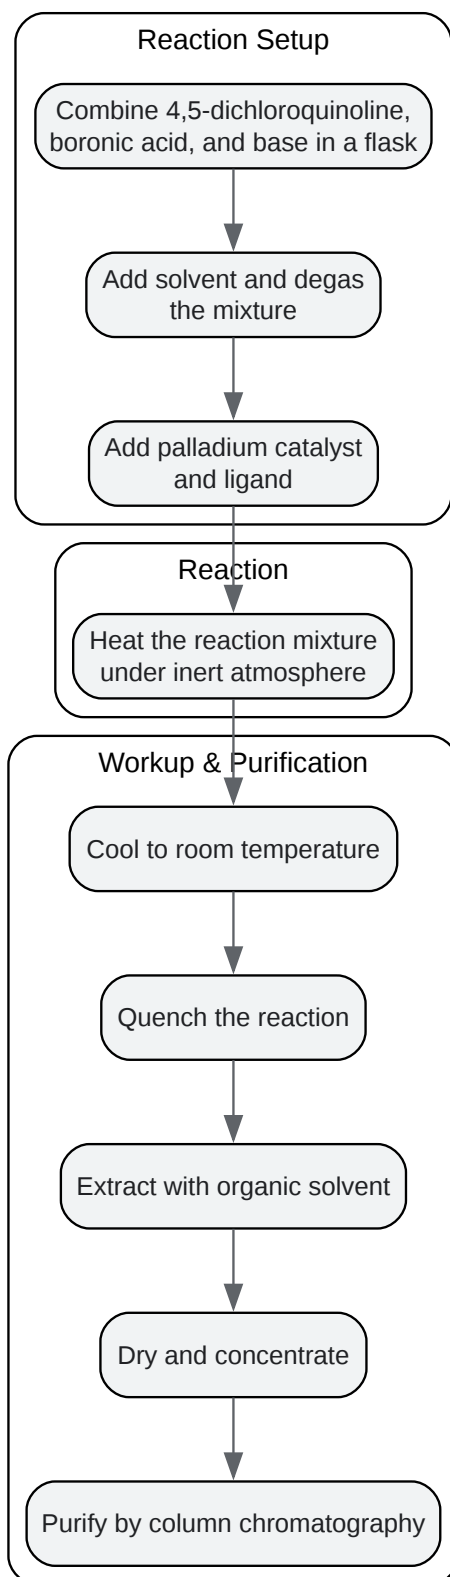 Reaction Setup
Combine 4,5-dichloroquinoline,
boronic acid, and base in a flask
Add solvent and degas
the mixture
Add palladium catalyst
and ligand
Reaction
Heat the reaction mixture
under inert atmosphere
Workup & Purification
Cool to room temperature
Quench the reaction
Extract with organic solvent
Dry and concentrate
Purify by column chromatography